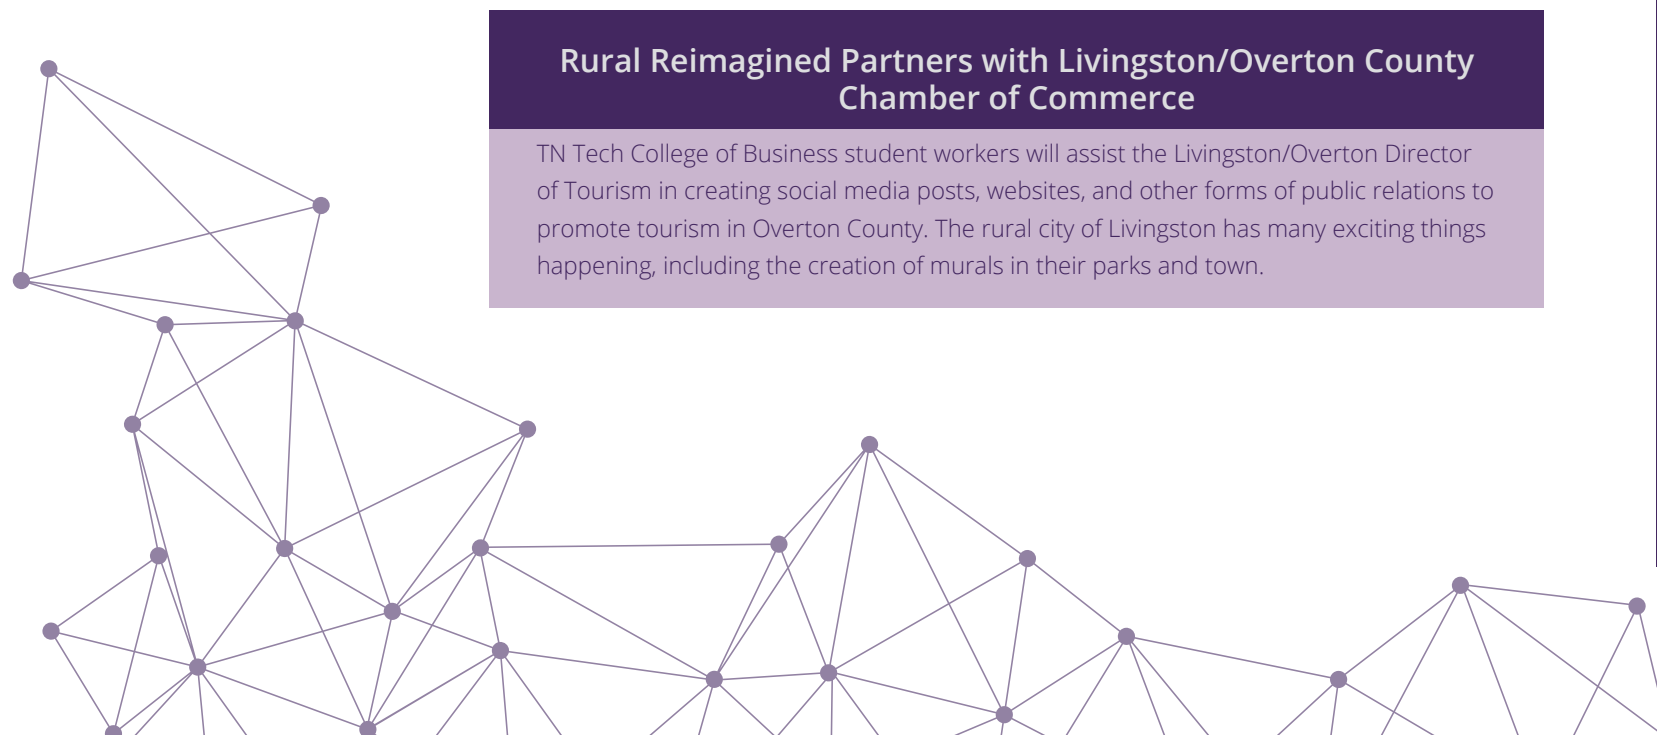 Rural Reimagined Partners with Livingston/Overton County
Chamber of Commerce
TN Tech College of Business student workers will assist the Livingston/Overton Director
of Tourism in creating social media posts, websites, and other forms of public relations to
promote tourism in Overton County. The rural city of Livingston has many exciting things
happening, including the creation of murals in their parks and town.